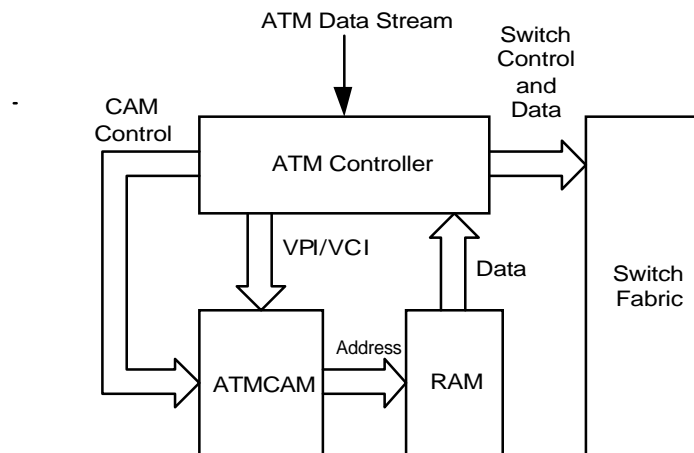 ATM Data Stream
Switch
Control
and
Data
CAM
Control
ATM Controller
VPI/VCI
Data
Switch
Fabric
Address
ATMCAM
RAM